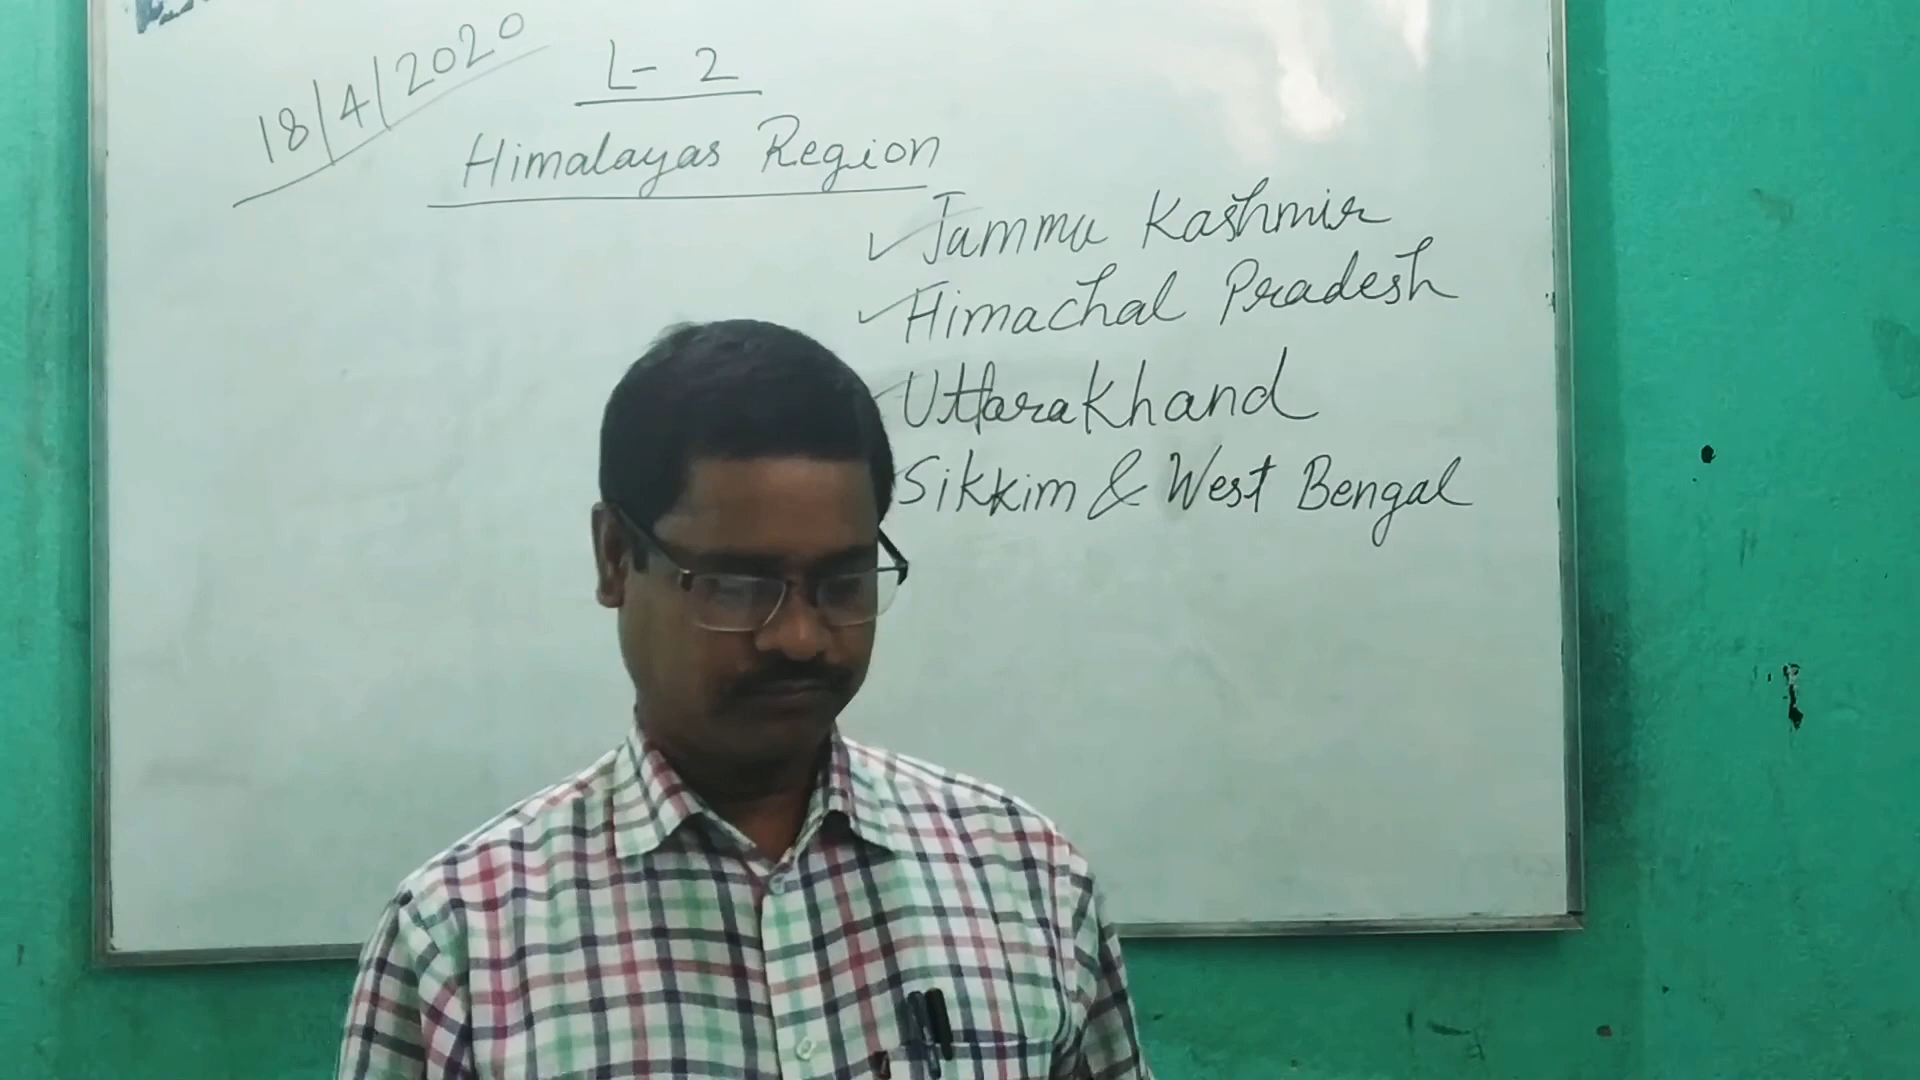 18/4/2020
L- 2
Himalayas Region
Jammu Kashmir
Himachal Pradesh
Uttarakhand
Sikkim & West Bengal